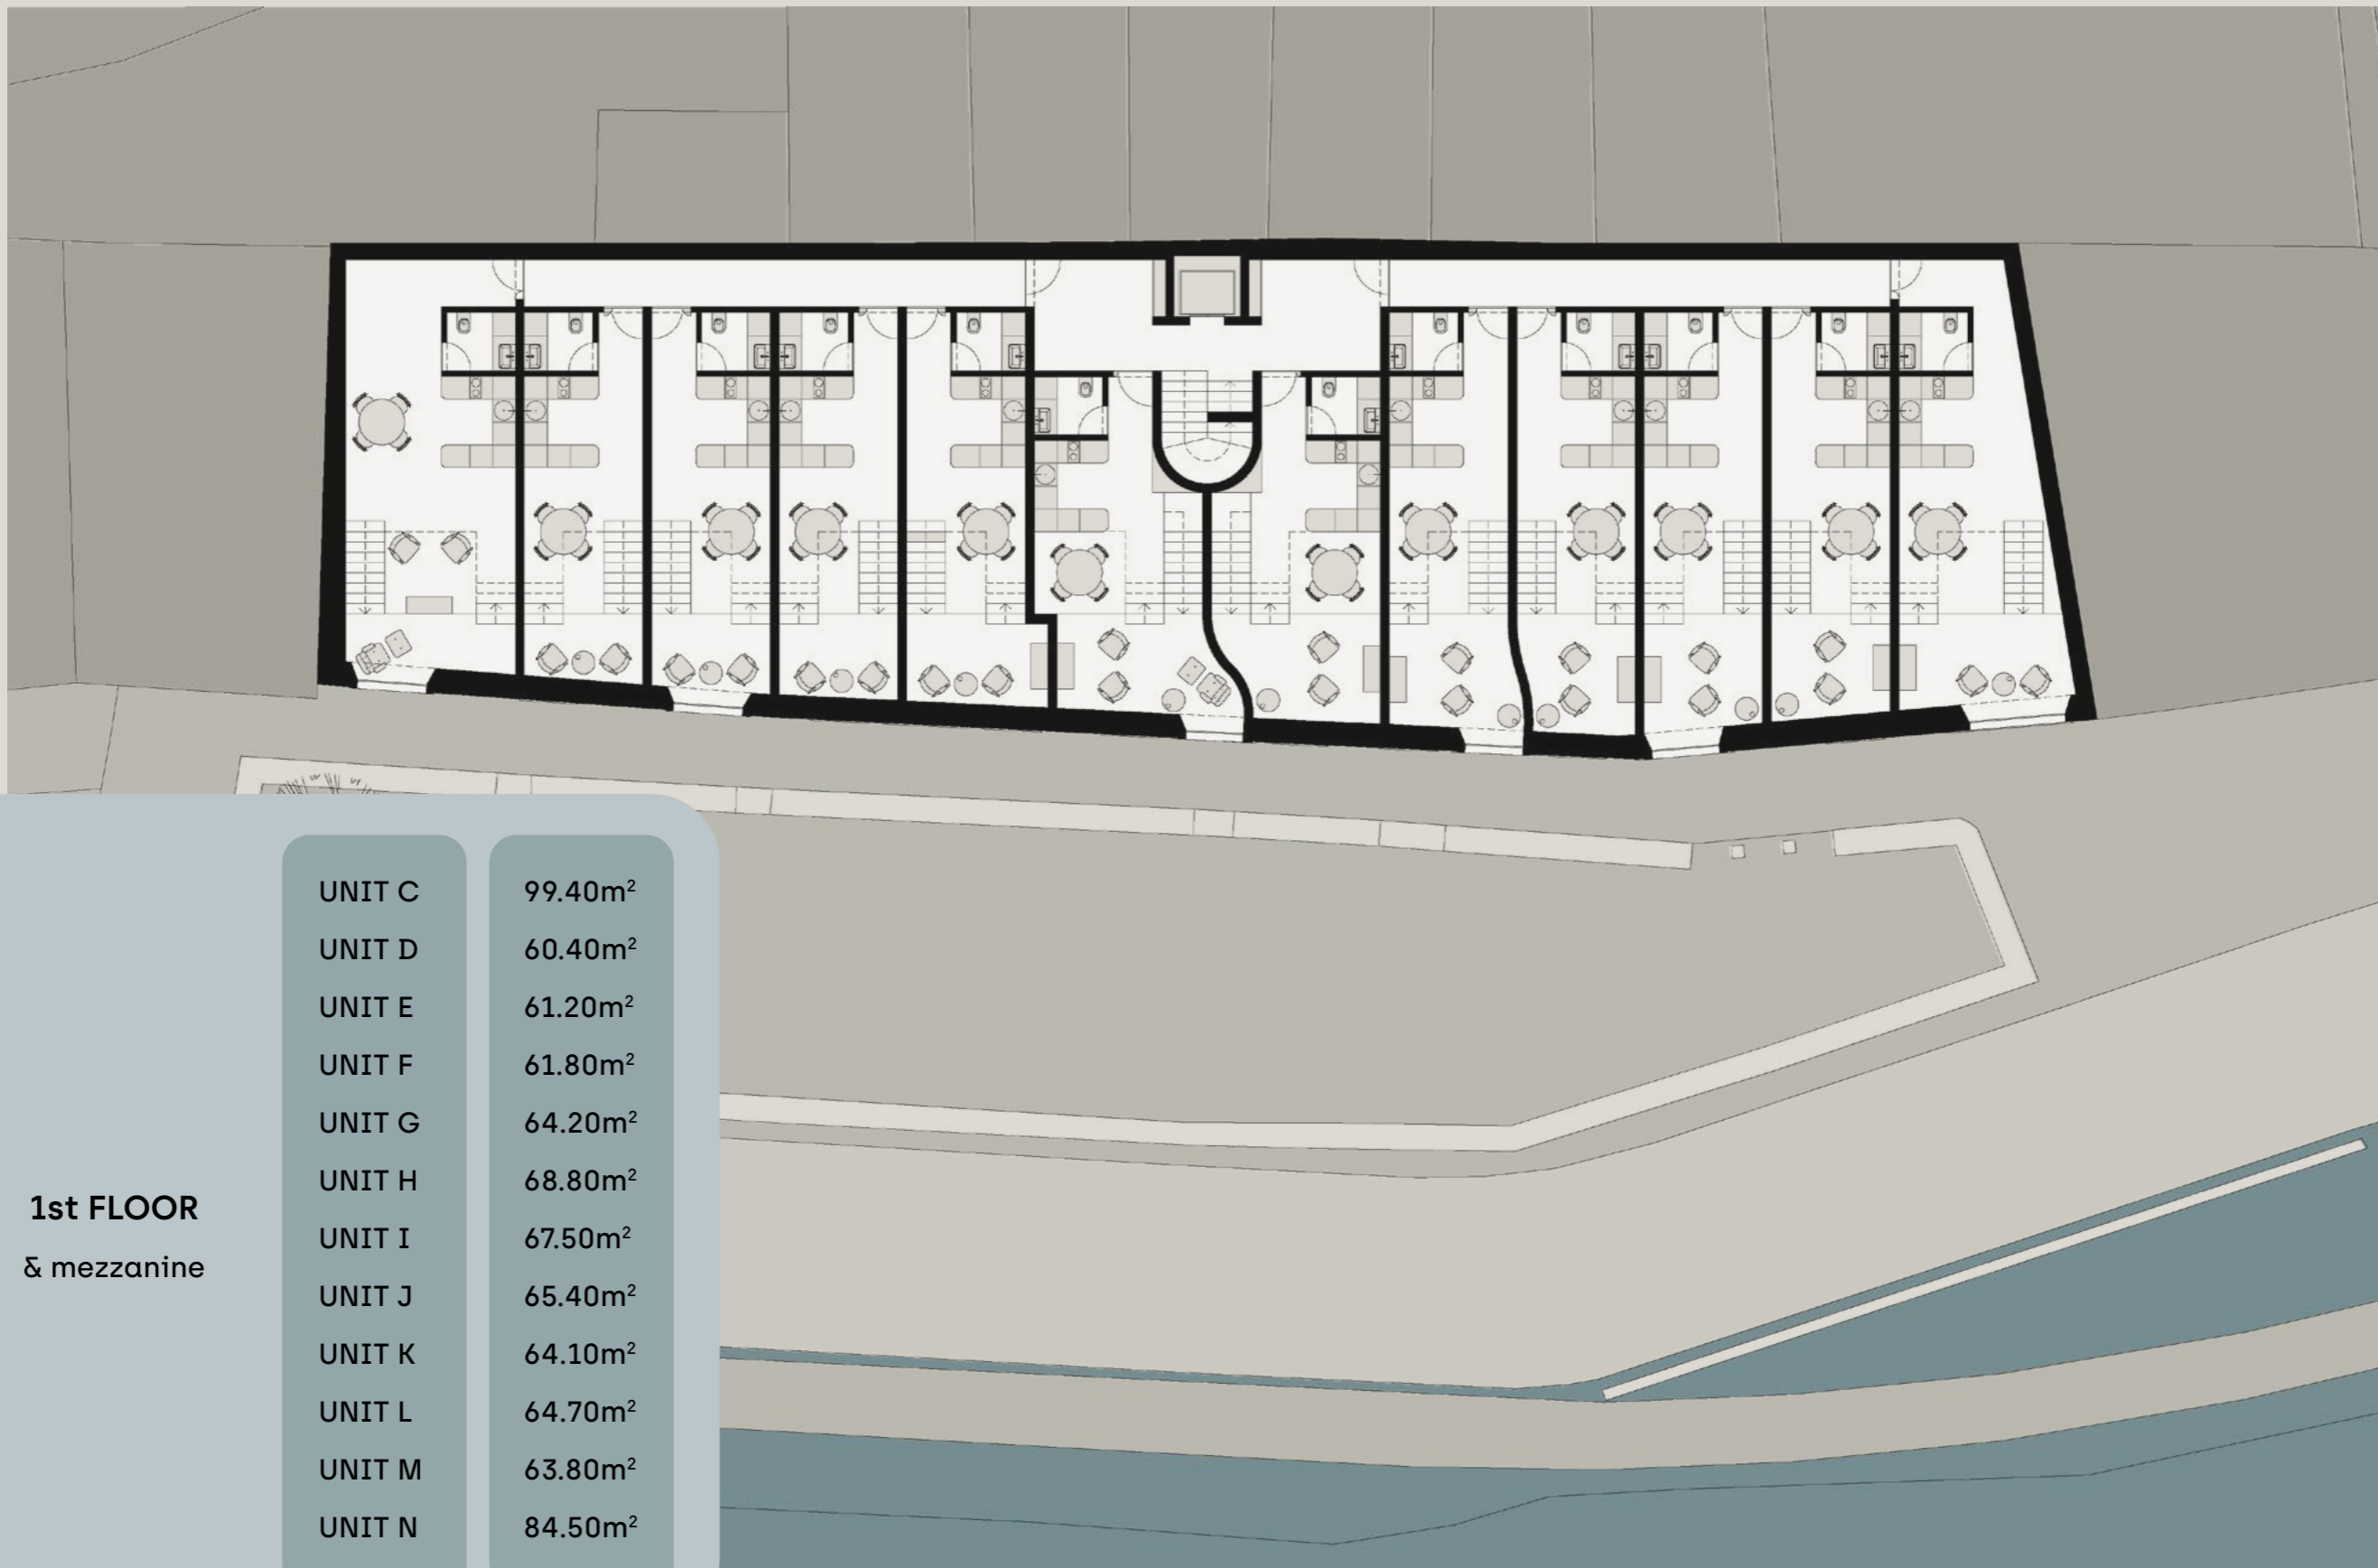 UNIT C 99.40m²
UNIT D 60.40m²
UNIT E 61.20m²
UNIT F 61.80m²
UNIT G 64.20m²
UNIT H 68.80m²
1st FLOOR
& mezzanine
UNIT I 67.50m²
UNIT J 65.40m²
UNIT K 64.10m²
UNIT L 64.70m²
UNIT M 63.80m²
UNIT N 84.50m²